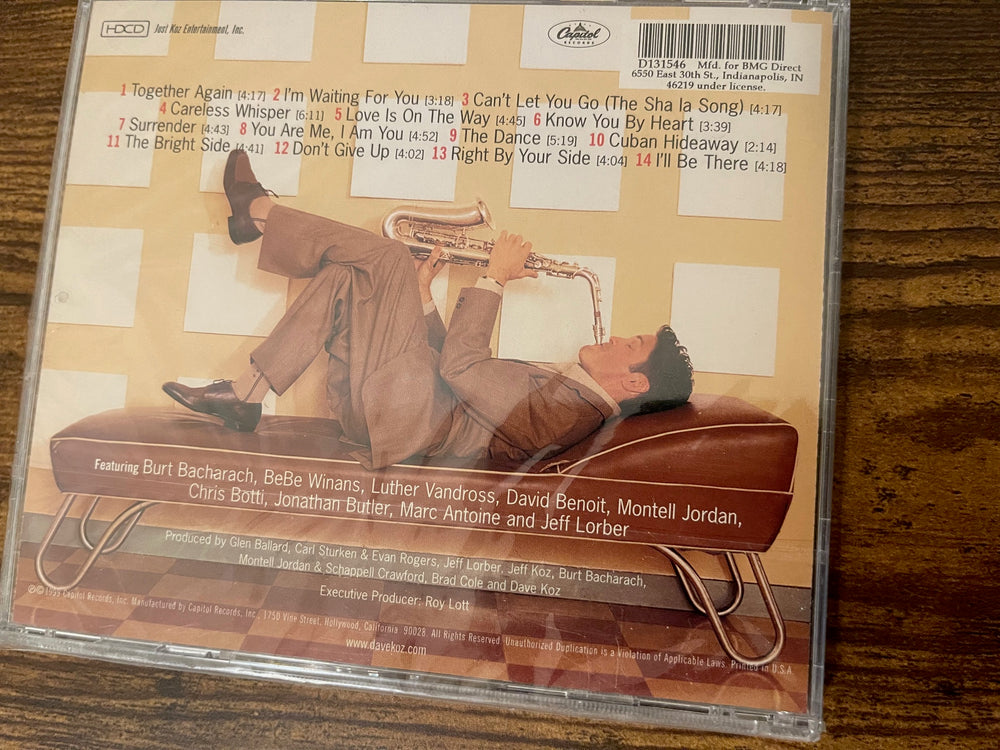 HDCD Just Koz Entertainment, Inc.
Capitol
RECORDS
D131546 Mfd. for BMG Direct
6550 East 30th St., Indianapolis, IN
46219 under license.
1 Together Again [4:17] 2 I'm Waiting For You [3:18] 3 Can't Let You Go (The Sha la Song) [4:17]
4 Careless Whisper [6:11] 5 Love Is On The Way [4:45] 6 Know You By Heart [3:39]
7 Surrender [4:43] 8 You Are Me, I Am You [4:52] 9 The Dance [5:19] 10 Cuban Hideaway [2:14]
11 The Bright Side [4:41] 12 Don't Give Up [4:02] 13 Right By Your Side [4:04] 14 I'll Be There [4:18]
Featuring Burt Bacharach, BeBe Winans, Luther Vandross, David Benoit, Montell Jordan,
Chris Botti, Jonathan Butler, Marc Antoine and Jeff Lorber
Produced by Glen Ballard, Carl Sturken & Evan Rogers, Jeff Lorber, Jeff Koz, Burt Bacharach,
Montell Jordan & Schappell Crawford, Brad Cole and Dave Koz
Executive Producer: Roy Lott
℗© 1999 Capitol Records, Inc. Manufactured by Capitol Records, Inc., 1750 Vine Street, Hollywood, California 90028. All Rights Reserved. Unauthorized Duplication is a Violation of Applicable Laws. Printed in U.S.A.
www.davekoz.com